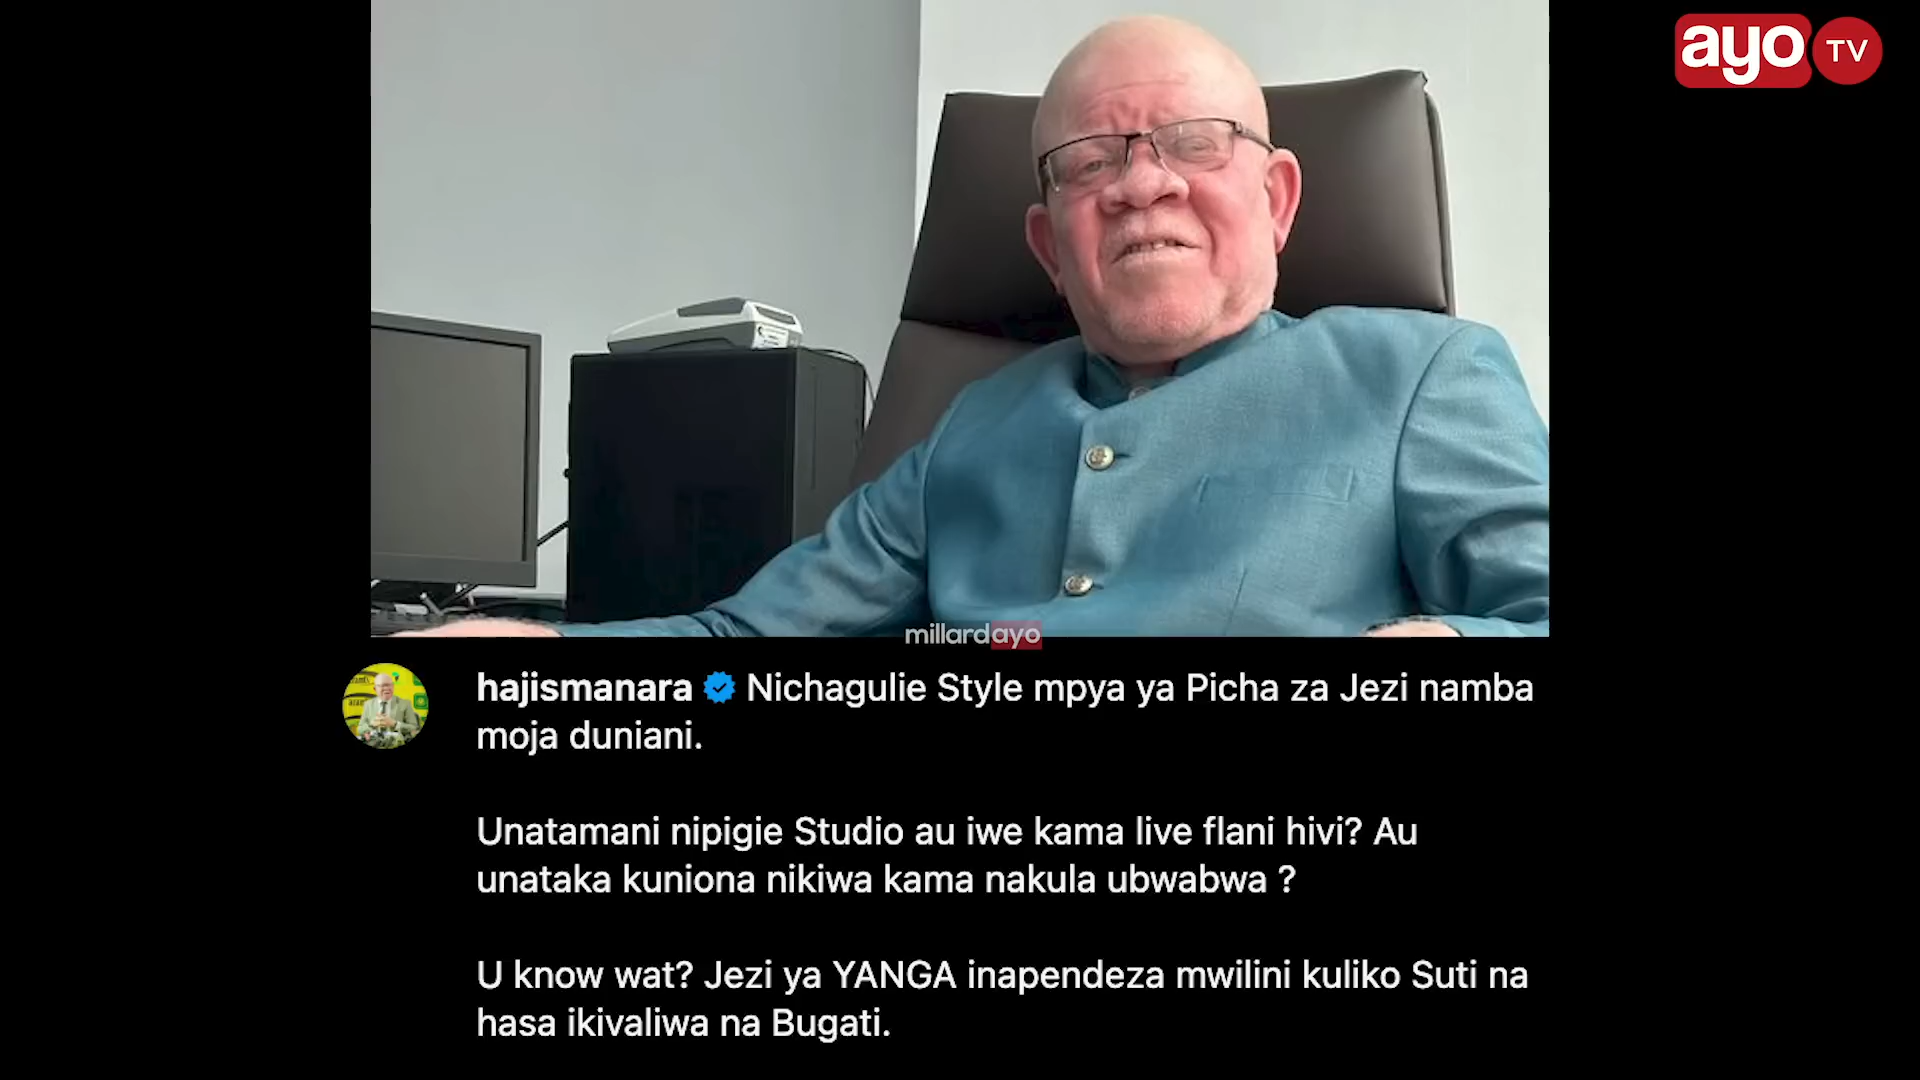 ayo TV
millardayo
hajismanara Nichagulie Style mpya ya Picha za Jezi namba
moja duniani.
Unatamani nipigie Studio au iwe kama live flani hivi? Au
unataka kuniona nikiwa kama nakula ubwabwa ?
U know wat? Jezi ya YANGA inapendeza mwilini kuliko Suti na
hasa ikivaliwa na Bugati.